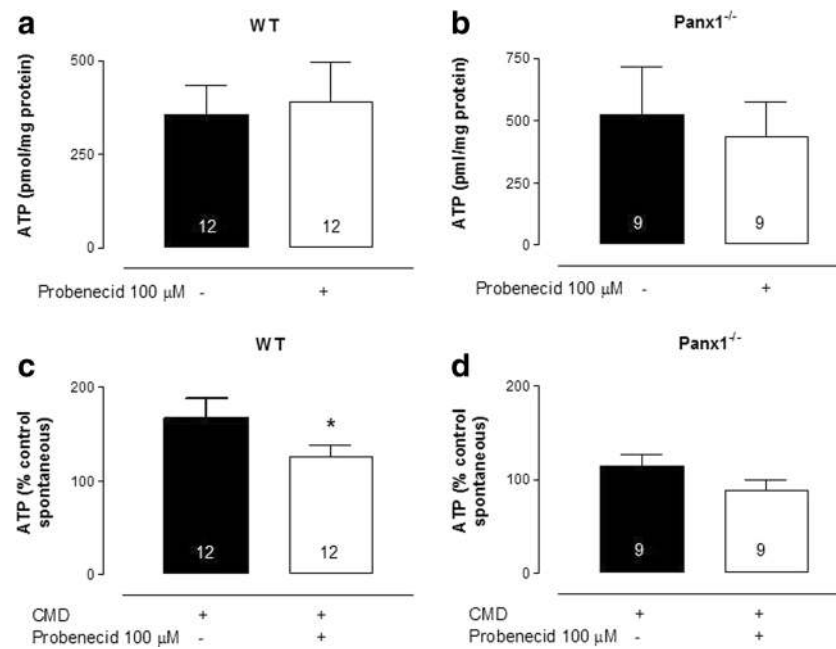 a
WT
ATP (pmol/mg protein)
500
250
0
12
12
Probenecid 100 μM - +
b
Panx1-/-
ATP (pml/mg protein)
750
500
250
0
9
9
Probenecid 100 μM - +
c
WT
ATP (% control
spontaneous)
200
100
0
*
12
12
CMD + +
Probenecid 100 μM - +
d
Panx1-/-
ATP (% control
spontaneous)
200
100
0
9
9
CMD + +
Probenecid 100 μM - +